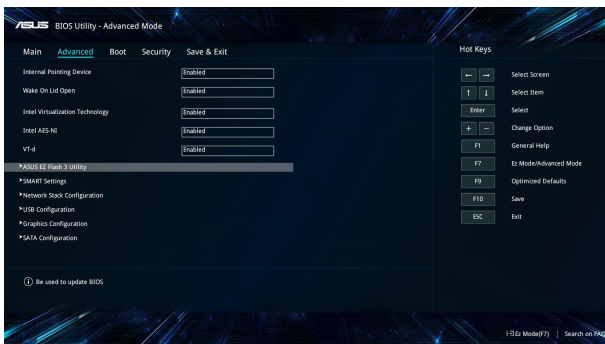 ASUS BIOS Utility - Advanced Mode
Main Advanced Boot Security Save & Exit
Hot Keys
Internal Pointing Device Enabled
← → Select Screen
Wake On Lid Open Enabled
↑ ↓ Select Item
Intel Virtualization Technology Enabled
Enter Select
Intel AES-NI Enabled
+ - Change Option
VT-d Enabled
F1 General Help
>ASUS EZ Flash 3 Utility
F7 Ez Mode/Advanced Mode
>SMART Settings
F9 Optimized Defaults
>Network Stack Configuration
F10 Save
>USB Configuration
ESC Exit
>Graphics Configuration
>SATA Configuration
Be used to update BIOS
Ez Mode(F7) | Search on FAQ